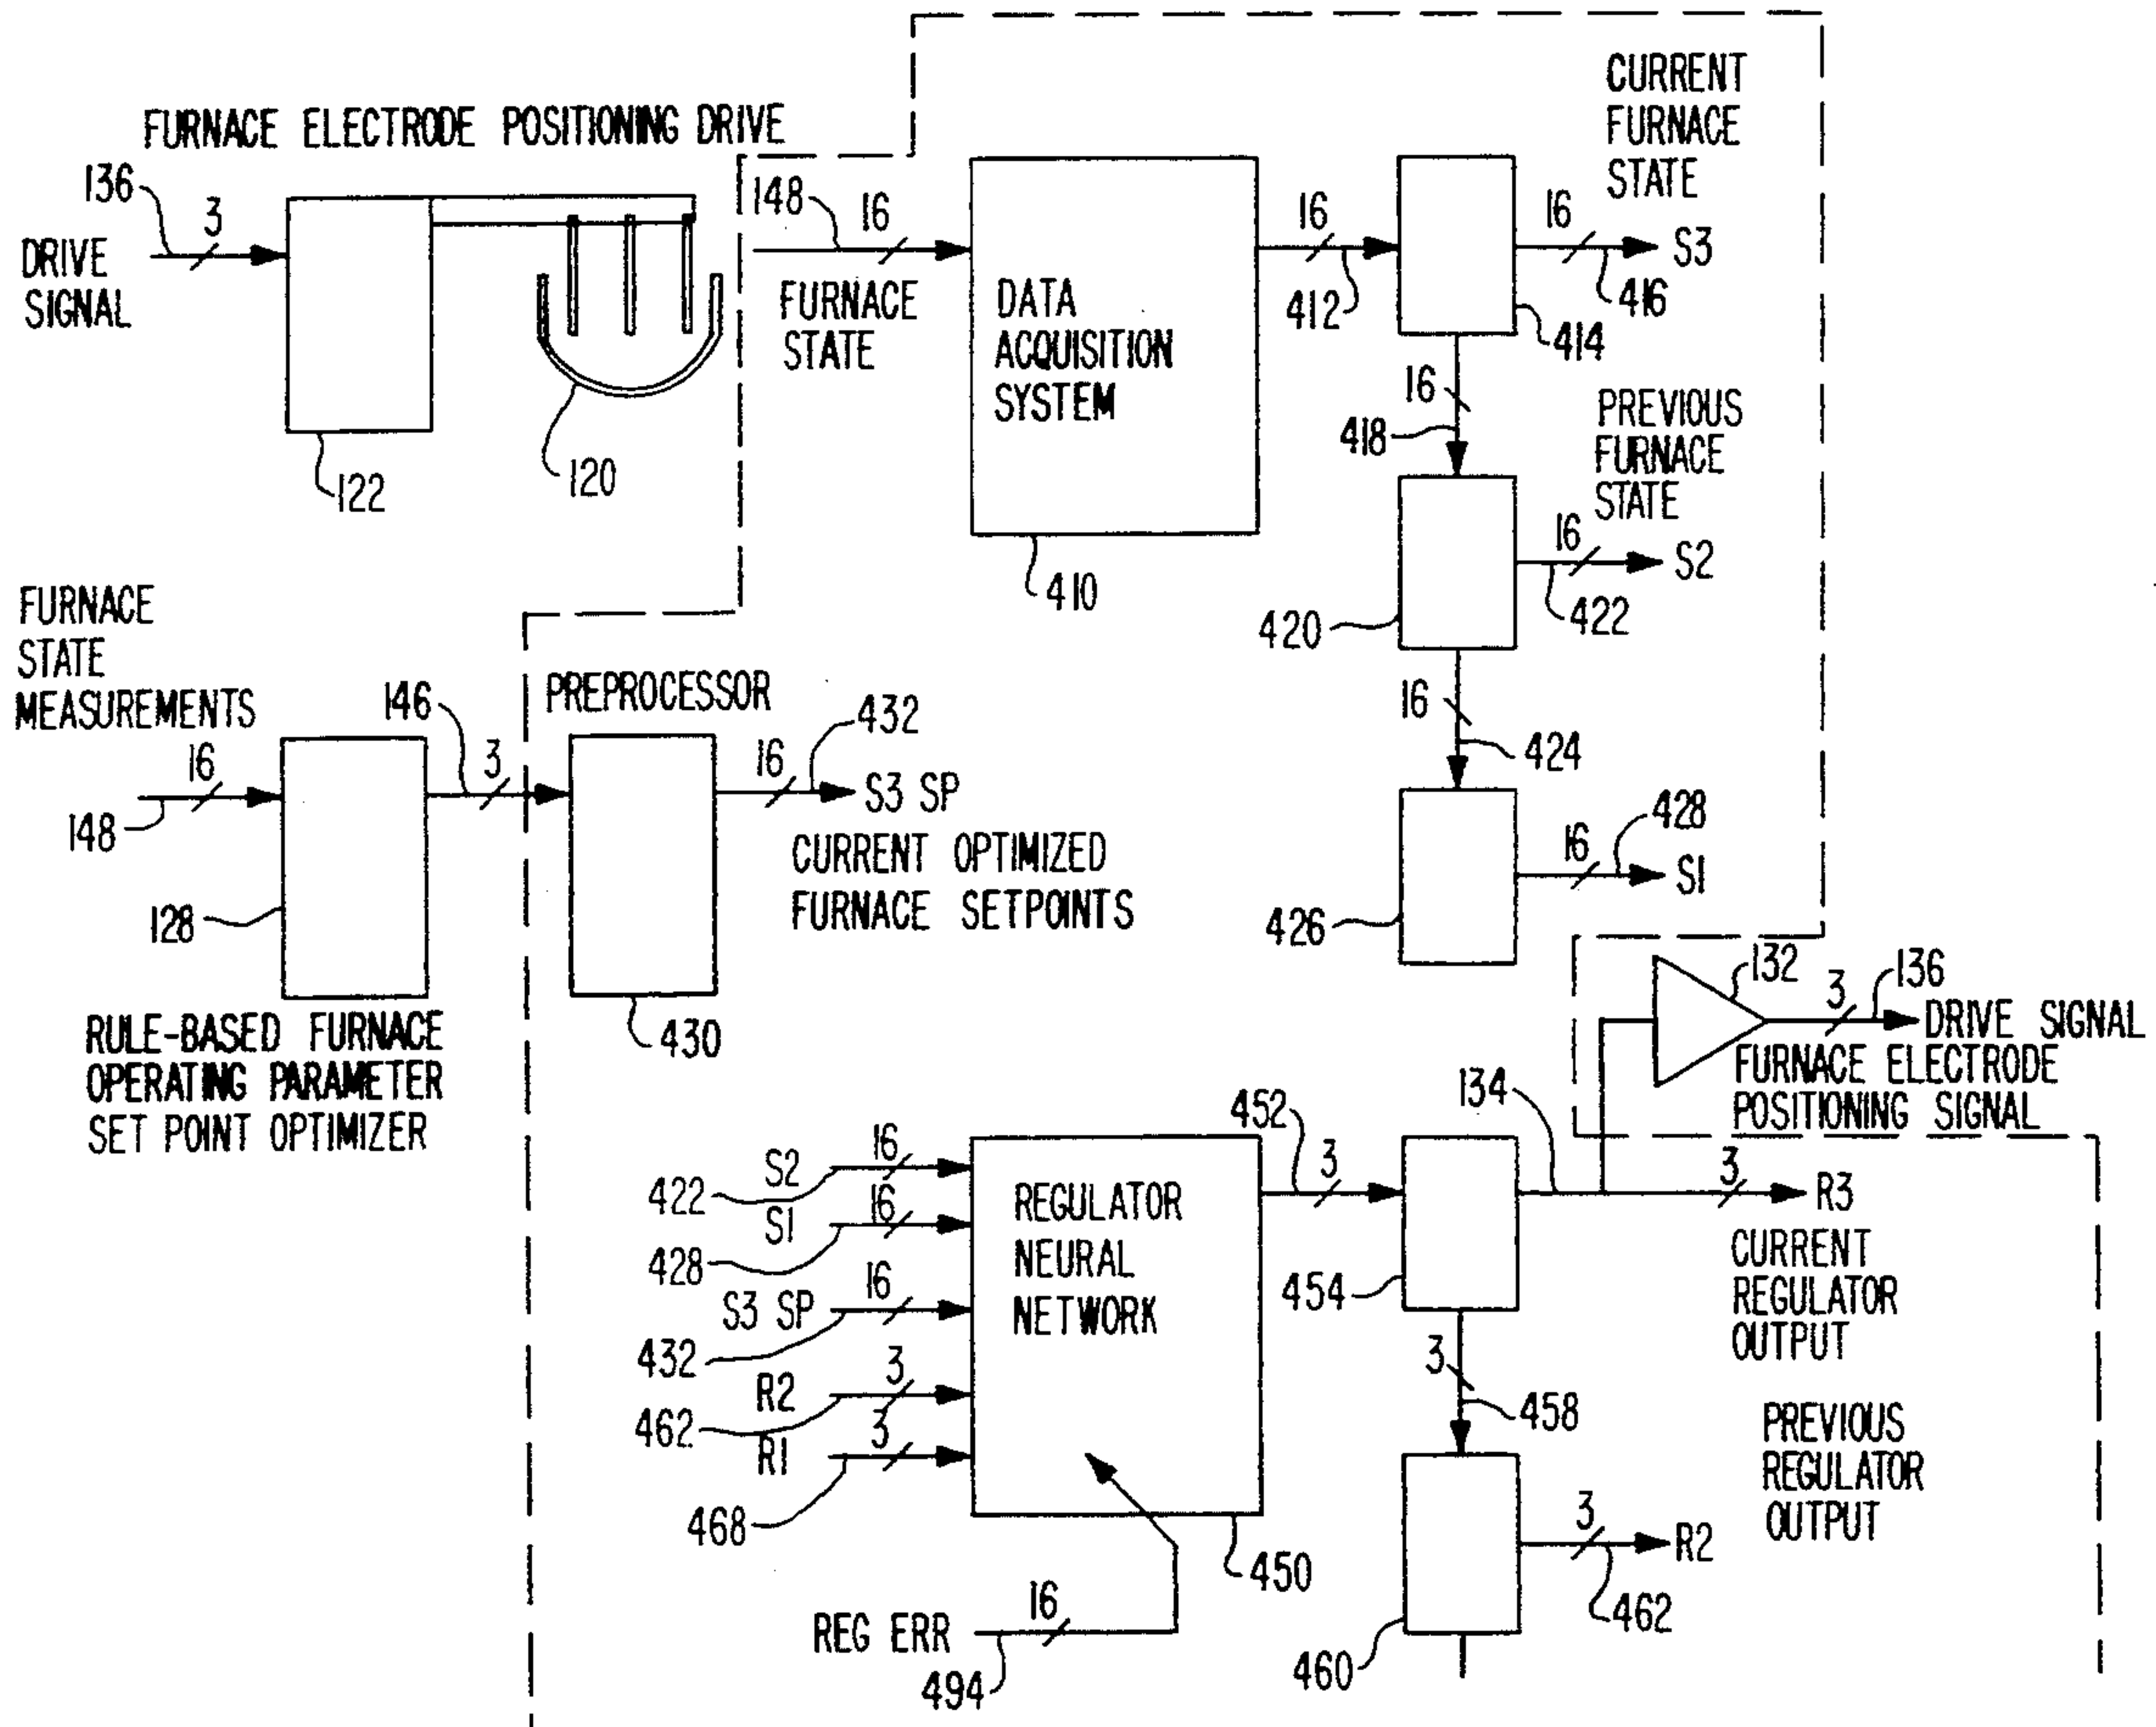 FURNACE ELECTRODE POSITIONING DRIVE
136
3
DRIVE
SIGNAL
122
120
148
16
FURNACE
STATE
DATA
ACQUISITION
SYSTEM
410
16
412
414
CURRENT
FURNACE
STATE
16
S3
416
16
418
PREVIOUS
FURNACE
STATE
16
S2
422
420
16
424
428
16
S1
426
FURNACE
STATE
MEASUREMENTS
16
148
146
3
128
RULE-BASED FURNACE
OPERATING PARAMETER
SET POINT OPTIMIZER
PREPROCESSOR
432
16
S3 SP
CURRENT OPTIMIZED
FURNACE SETPOINTS
430
132
3
136
DRIVE SIGNAL
FURNACE ELECTRODE
POSITIONING SIGNAL
S2
16
422
S1
16
428
S3 SP
16
432
R2
3
462
R1
3
468
REGULATOR
NEURAL
NETWORK
450
REG ERR
16
494
452
3
454
134
3
R3
CURRENT
REGULATOR
OUTPUT
3
458
PREVIOUS
REGULATOR
OUTPUT
3
R2
462
460